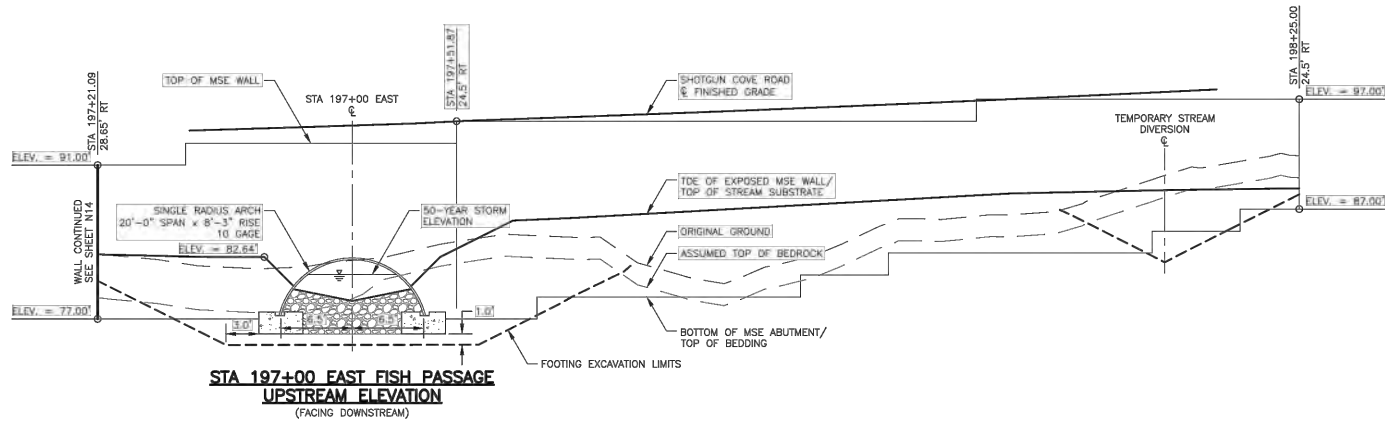 STA 197+21.09
28.65' RT
TOP OF MSE WALL
STA 197+00 EAST
℄
STA 197+51.87
24.5' RT
SHOTGUN COVE ROAD
℄ FINISHED GRADE
STA 198+25.00
24.5' RT
ELEV. = 97.00'
TEMPORARY STREAM
DIVERSION
℄
ELEV. = 91.00'
WALL CONTINUED
SEE SHEET N14
SINGLE RADIUS ARCH
20'-0" SPAN x 8'-3" RISE
10 GAGE
50-YEAR STORM
ELEVATION
TOE OF EXPOSED MSE WALL/
TOP OF STREAM SUBSTRATE
ELEV. = 87.00'
ELEV. = 82.64'
ORIGINAL GROUND
ASSUMED TOP OF BEDROCK
ELEV. = 77.00'
3.0'
6.5'
6.5'
1.0'
BOTTOM OF MSE ABUTMENT/
TOP OF BEDDING
FOOTING EXCAVATION LIMITS
STA 197+00 EAST FISH PASSAGE
UPSTREAM ELEVATION
(FACING DOWNSTREAM)